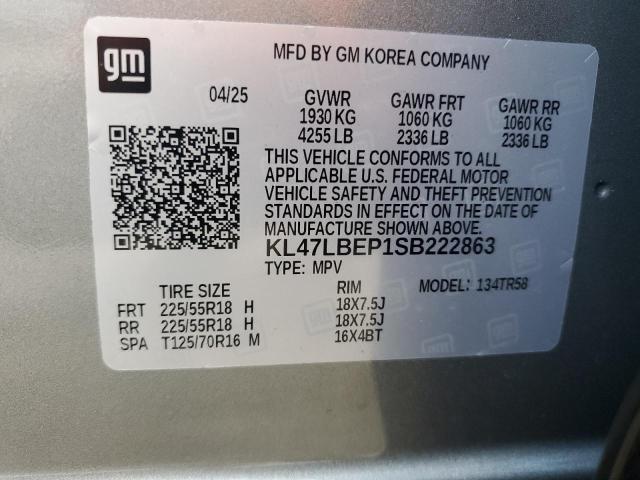 gm
MFD BY GM KOREA COMPANY
04/25 GVWR GAWR FRT GAWR RR
1930 KG 1060 KG 1060 KG
4255 LB 2336 LB 2336 LB
THIS VEHICLE CONFORMS TO ALL
APPLICABLE U.S. FEDERAL MOTOR
VEHICLE SAFETY AND THEFT PREVENTION
STANDARDS IN EFFECT ON THE DATE OF
MANUFACTURE SHOWN ABOVE.
KL47LBEP1SB222863
TYPE: MPV
TIRE SIZE RIM MODEL: 134TR58
FRT 225/55R18 H 18X7.5J
RR 225/55R18 H 18X7.5J
SPA T125/70R16 M 16X4BT